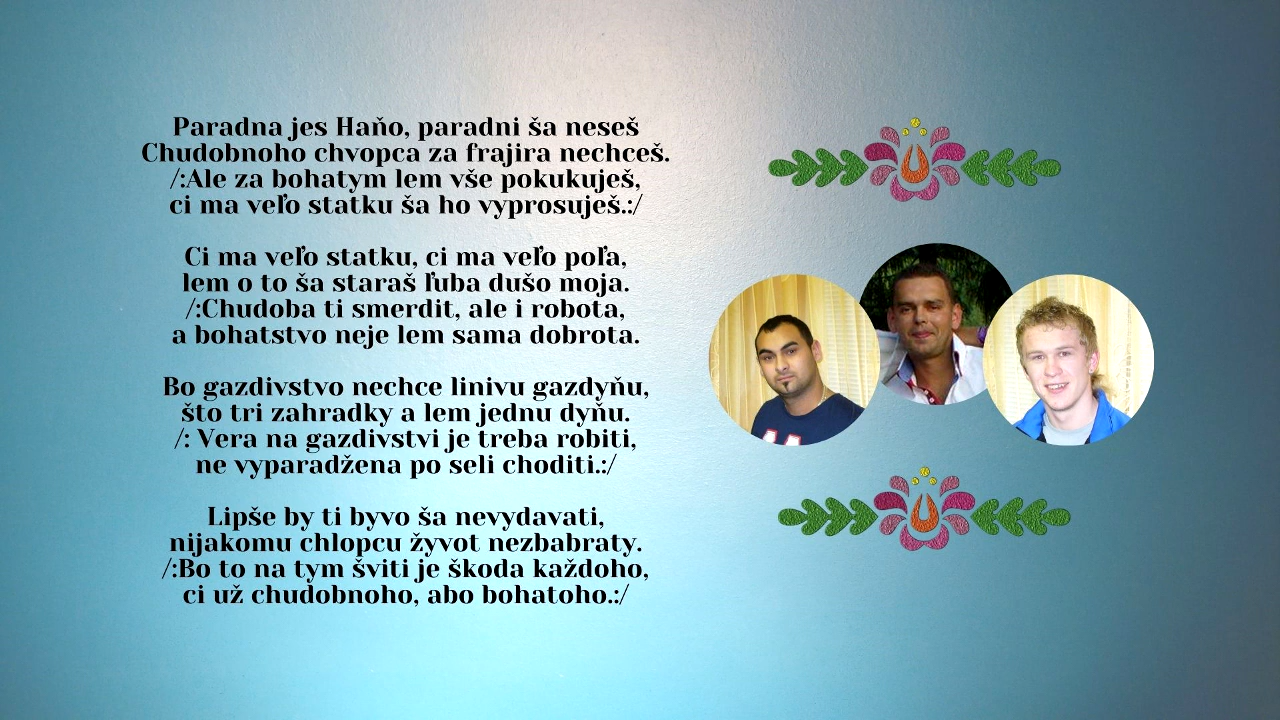 Paradna jes Haňo, paradni ša neseš
Chudobnoho chvopca za frajira nechceš.
/:Ale za bohatym lem vše pokukuješ,
ci ma veľo statku ša ho vyprosuješ.:/
Ci ma veľo statku, ci ma veľo poľa,
lem o to ša staraš ľuba dušo moja.
/:Chudoba ti smerdit, ale i robota,
a bohatstvo neje lem sama dobrota.
Bo gazdivstvo nechce linivu gazdyňu,
što tri zahradky a lem jednu dyňu.
/: Vera na gazdivstvi je treba robiti,
ne vyparadžena po seli choditi.:/
Lipše by ti byvo ša nevydavati,
nijakomu chlopcu žyvot nezbabraty.
/:Bo to na tym šviti je škoda každoho,
ci už chudobnoho, abo bohatoho.:/